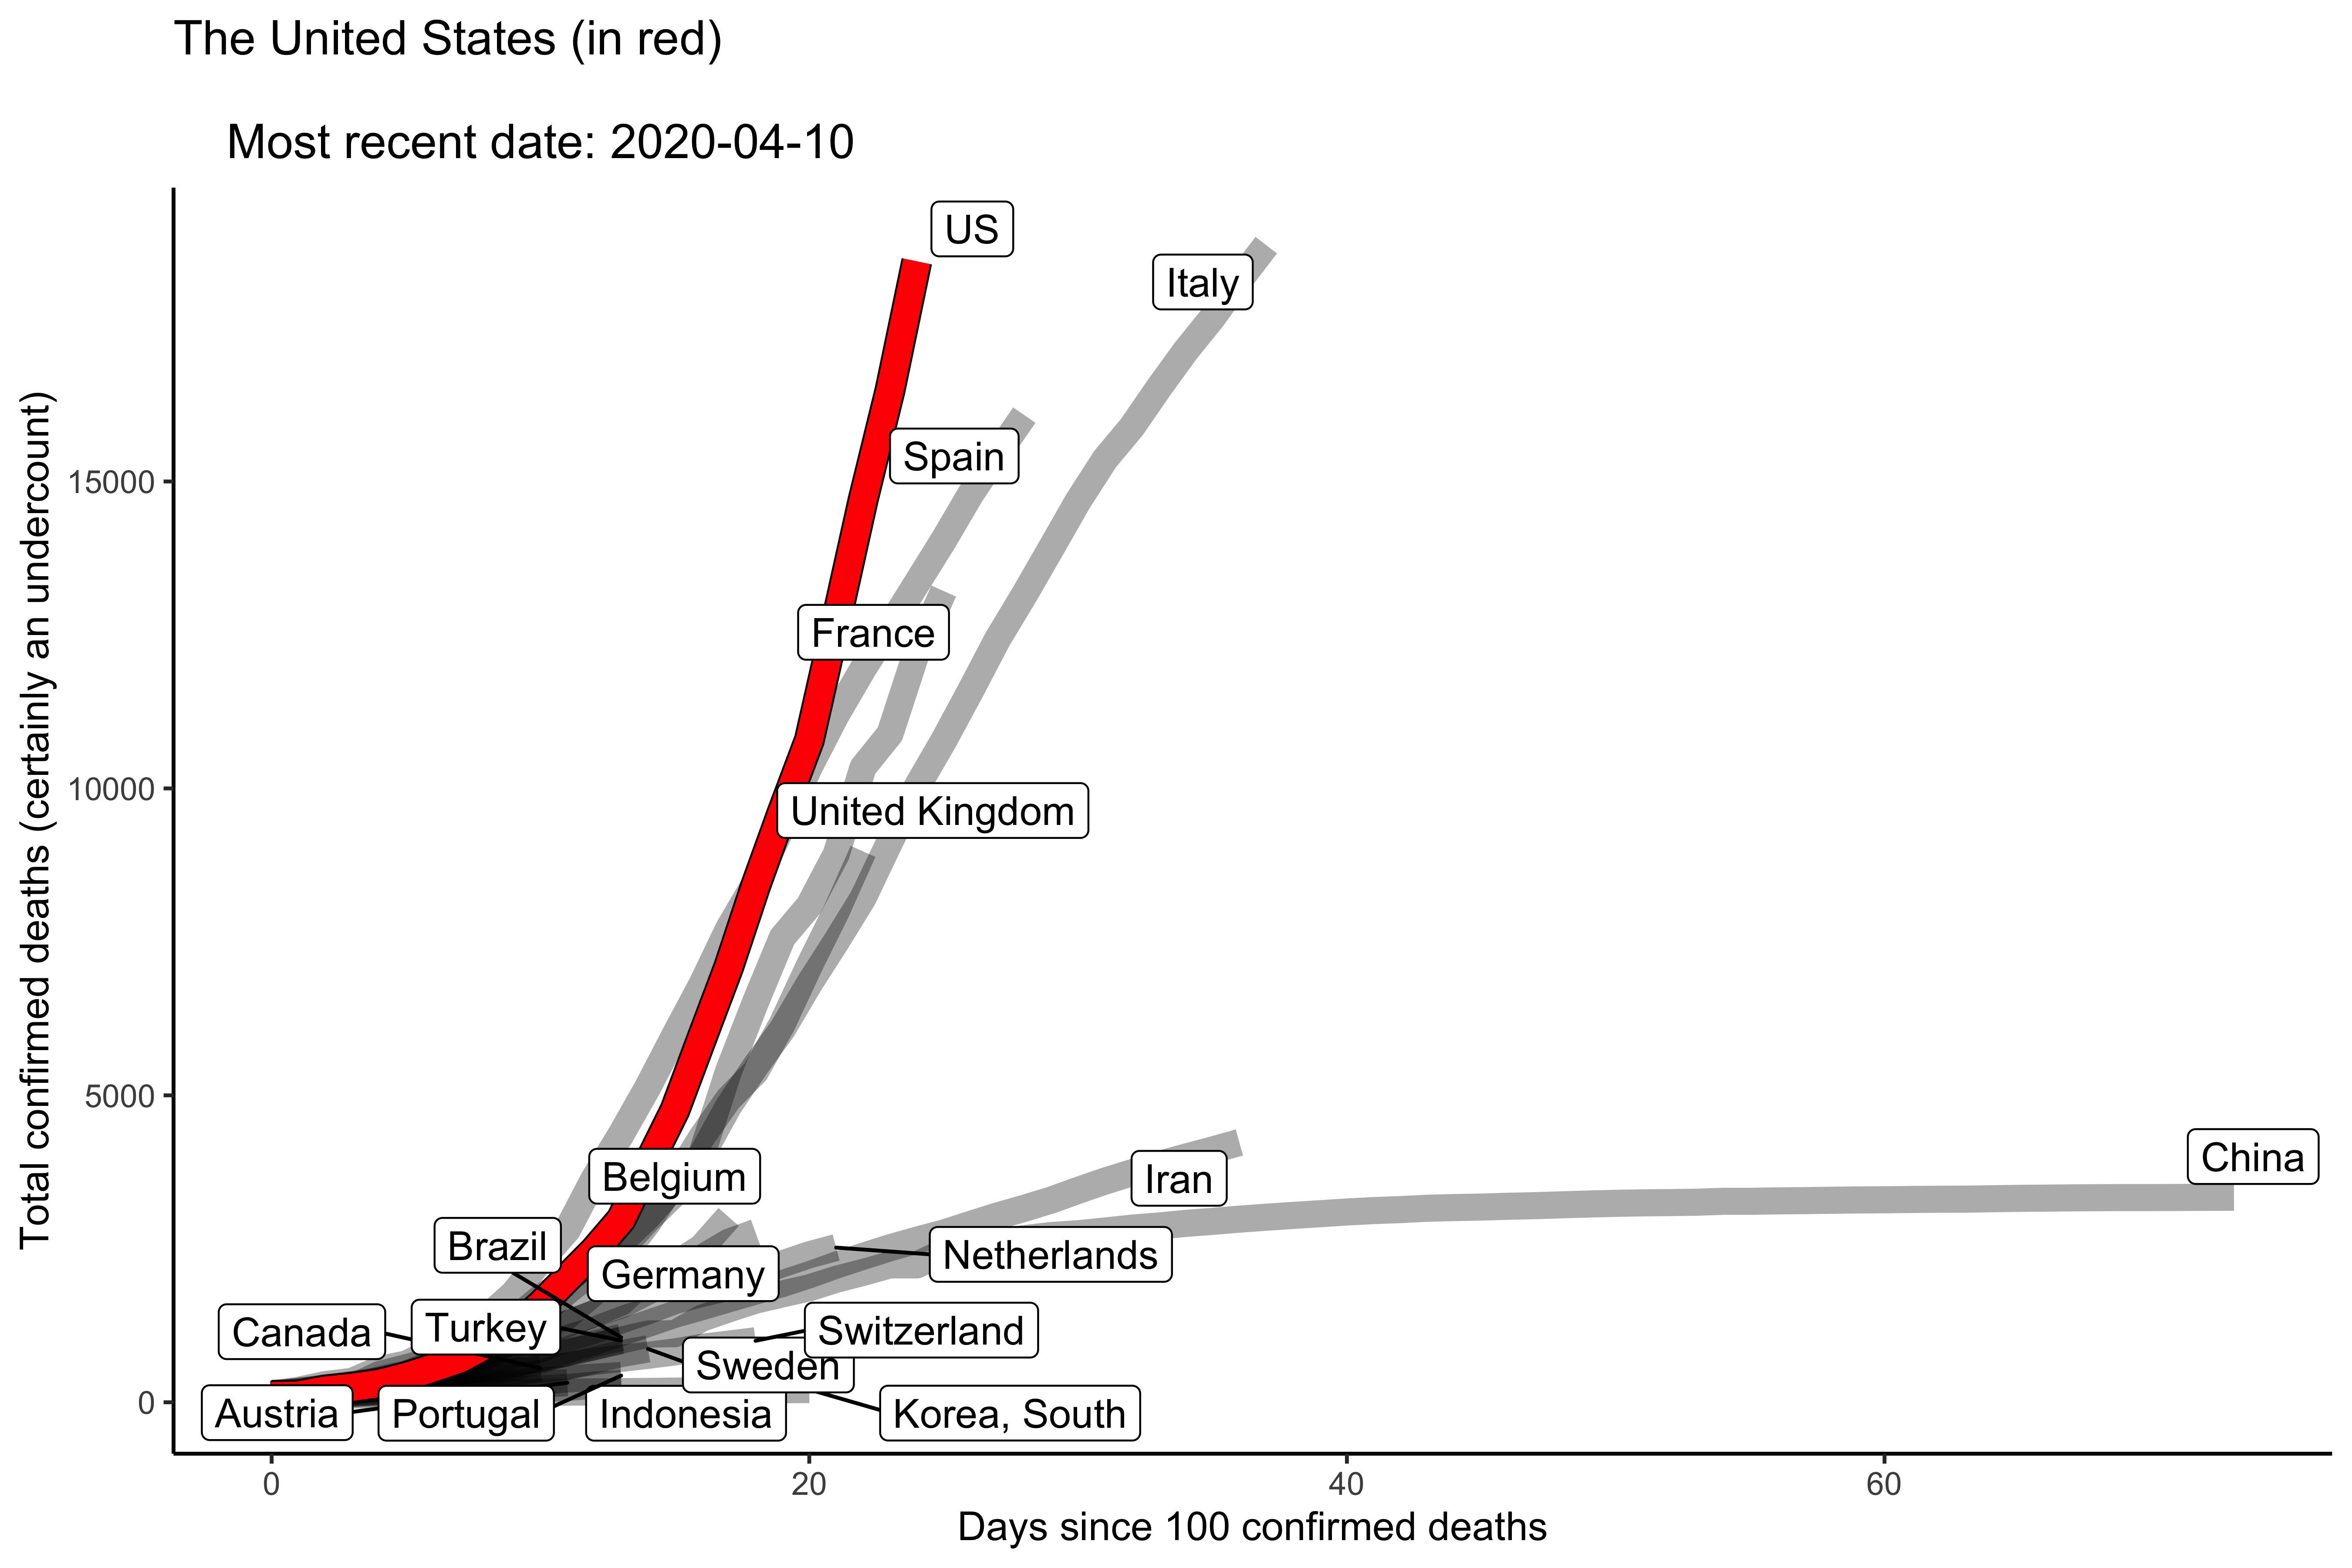 The United States (in red)
Most recent date: 2020-04-10
Total confirmed deaths (certainly an undercount)
15000
10000
5000
0
US
Italy
Spain
France
United Kingdom
Belgium
Iran
China
Brazil
Netherlands
Germany
Canada
Turkey
Switzerland
Sweden
Austria
Portugal
Indonesia
Korea, South
0
20
40
60
Days since 100 confirmed deaths